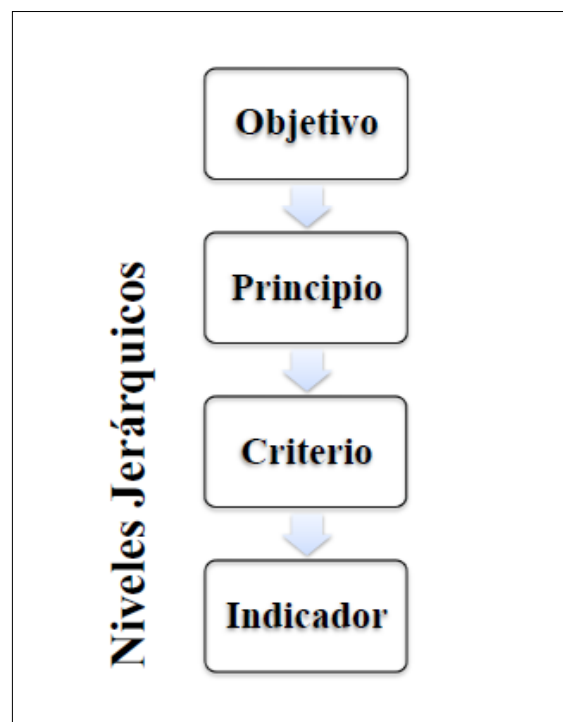 Objetivo
Principio
Criterio
Indicador
Niveles Jerárquicos